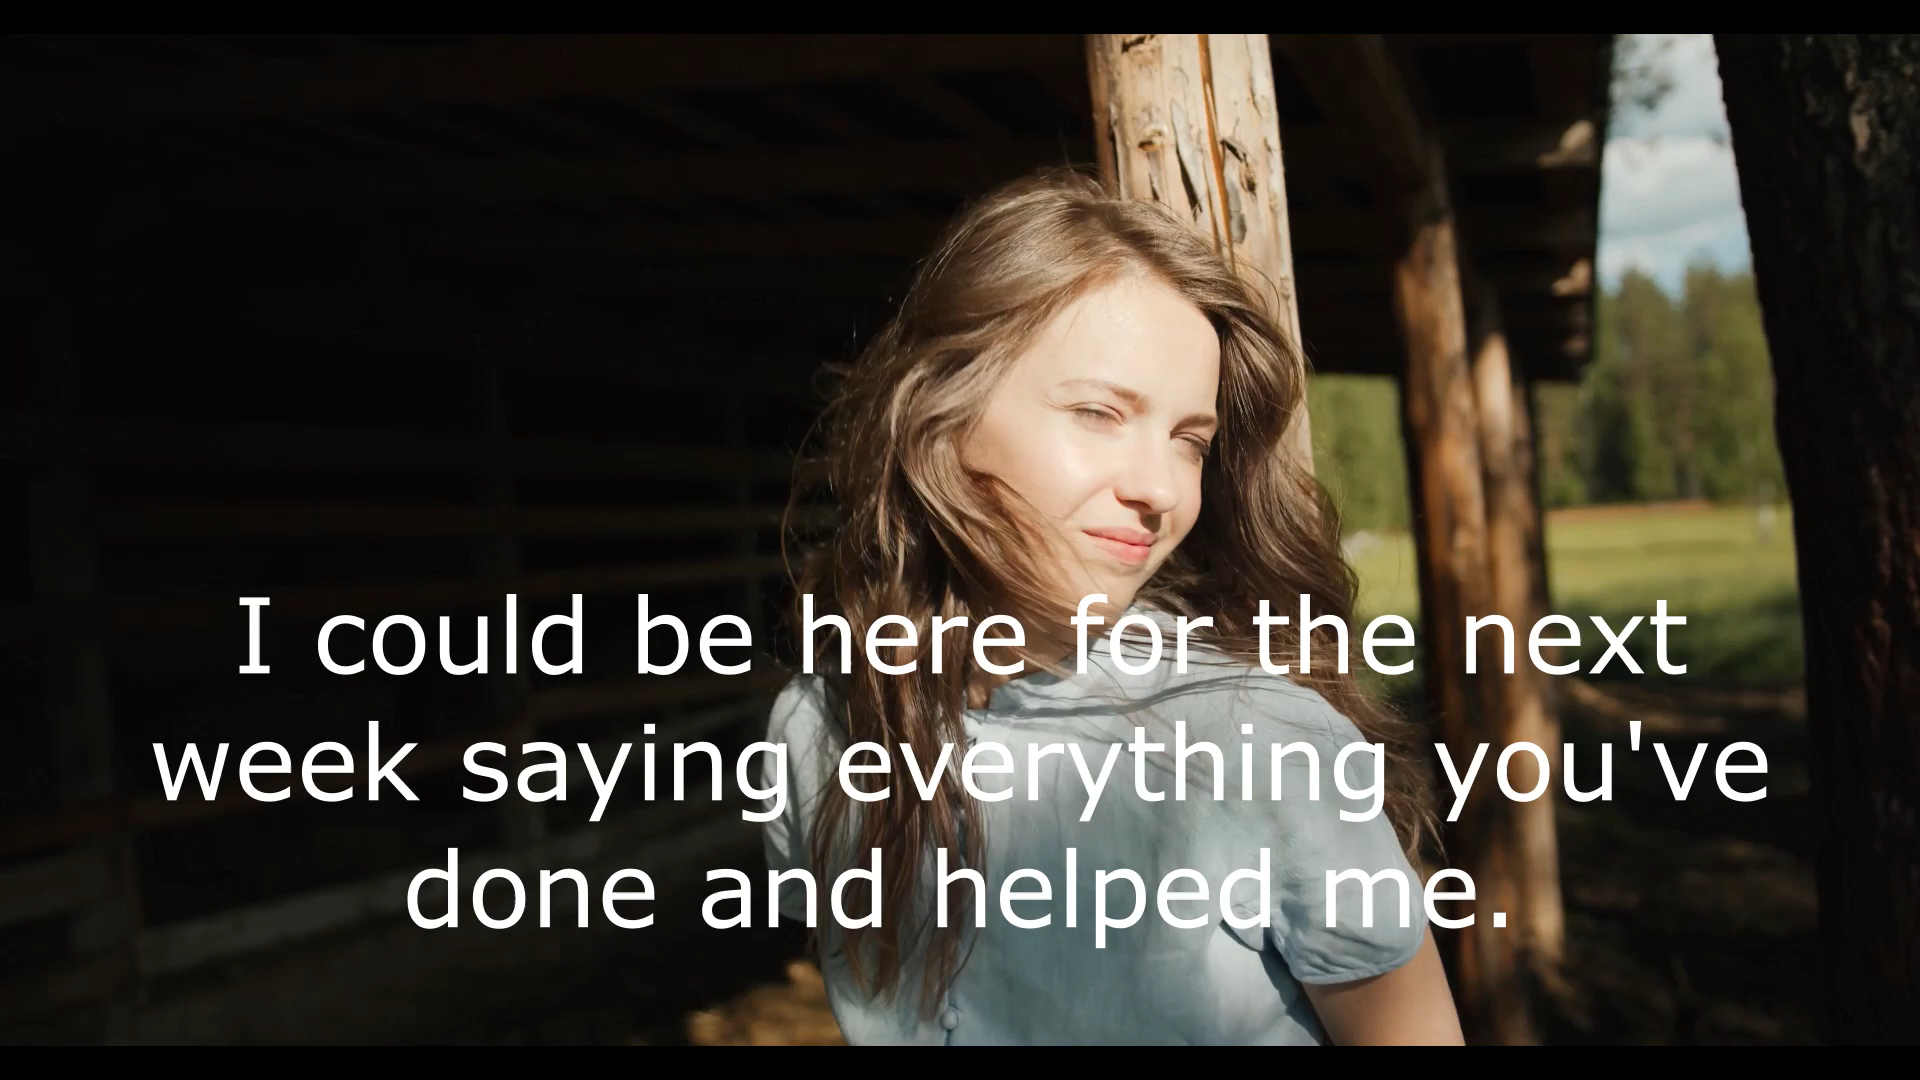 I could be here for the next
week saying everything you've
done and helped me.